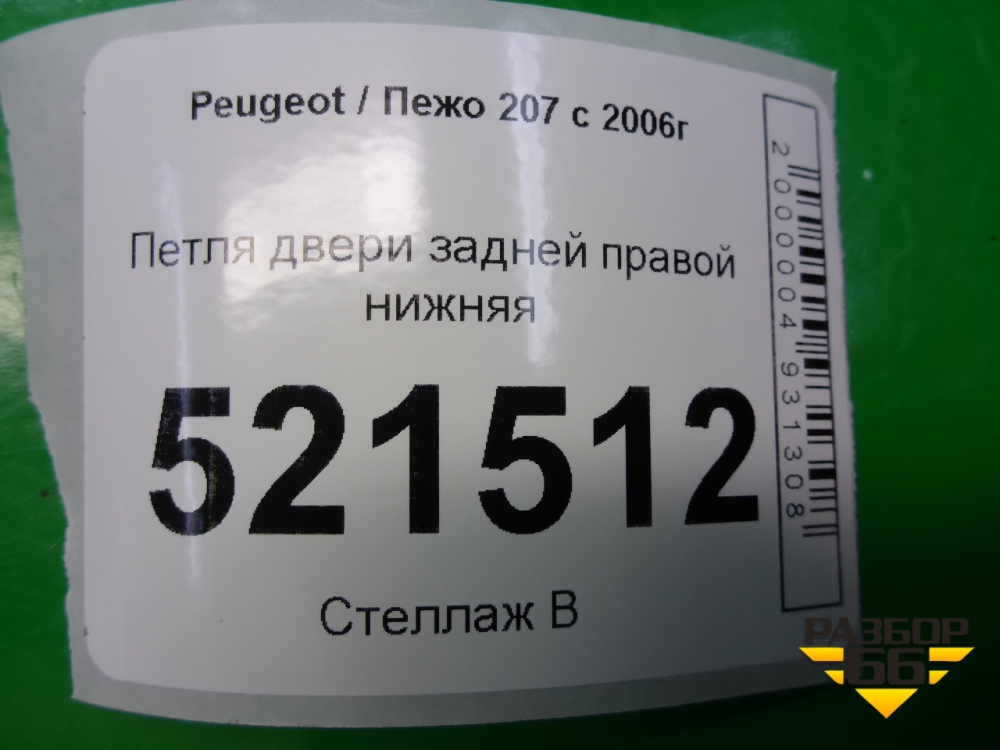 Peugeot / Пежо 207 с 2006г
Петля двери задней правой
нижняя
521512
Стеллаж В
2000004931308
РАЗБОР
66